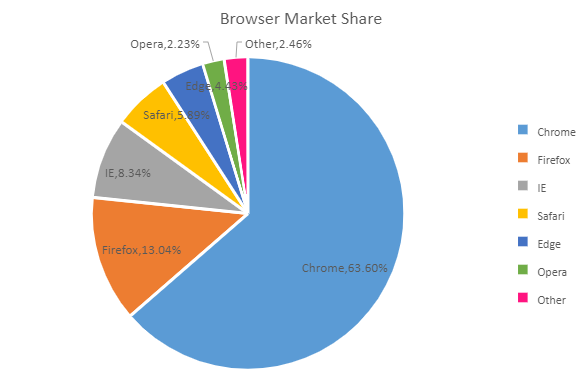 Browser Market Share
Opera,2.23%
Other,2.46%
Edge,4.43%
Safari,5.89%
IE,8.34%
Firefox,13.04%
Chrome,63.60%
Chrome
Firefox
IE
Safari
Edge
Opera
Other